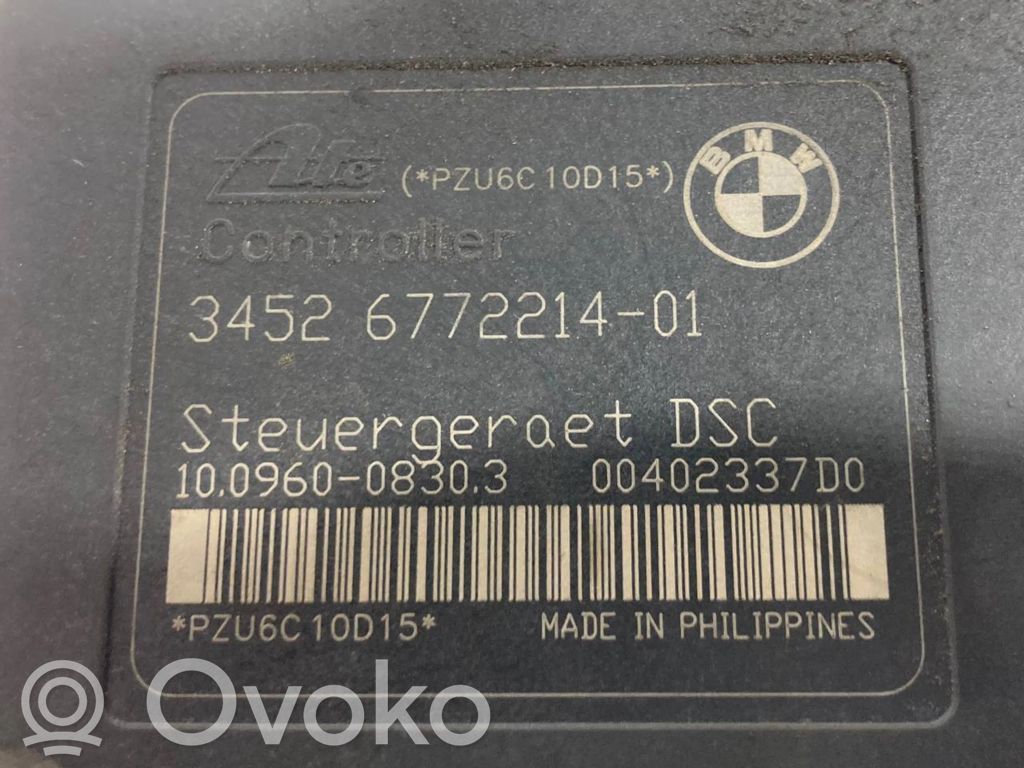 Ate (*PZU6C10D15*)
BMW
Controller
3452 6772214-01
Steuergeraet DSC
10.0960-0830.3 00402337D0
*PZU6C10D15* MADE IN PHILIPPINES
Ovoko